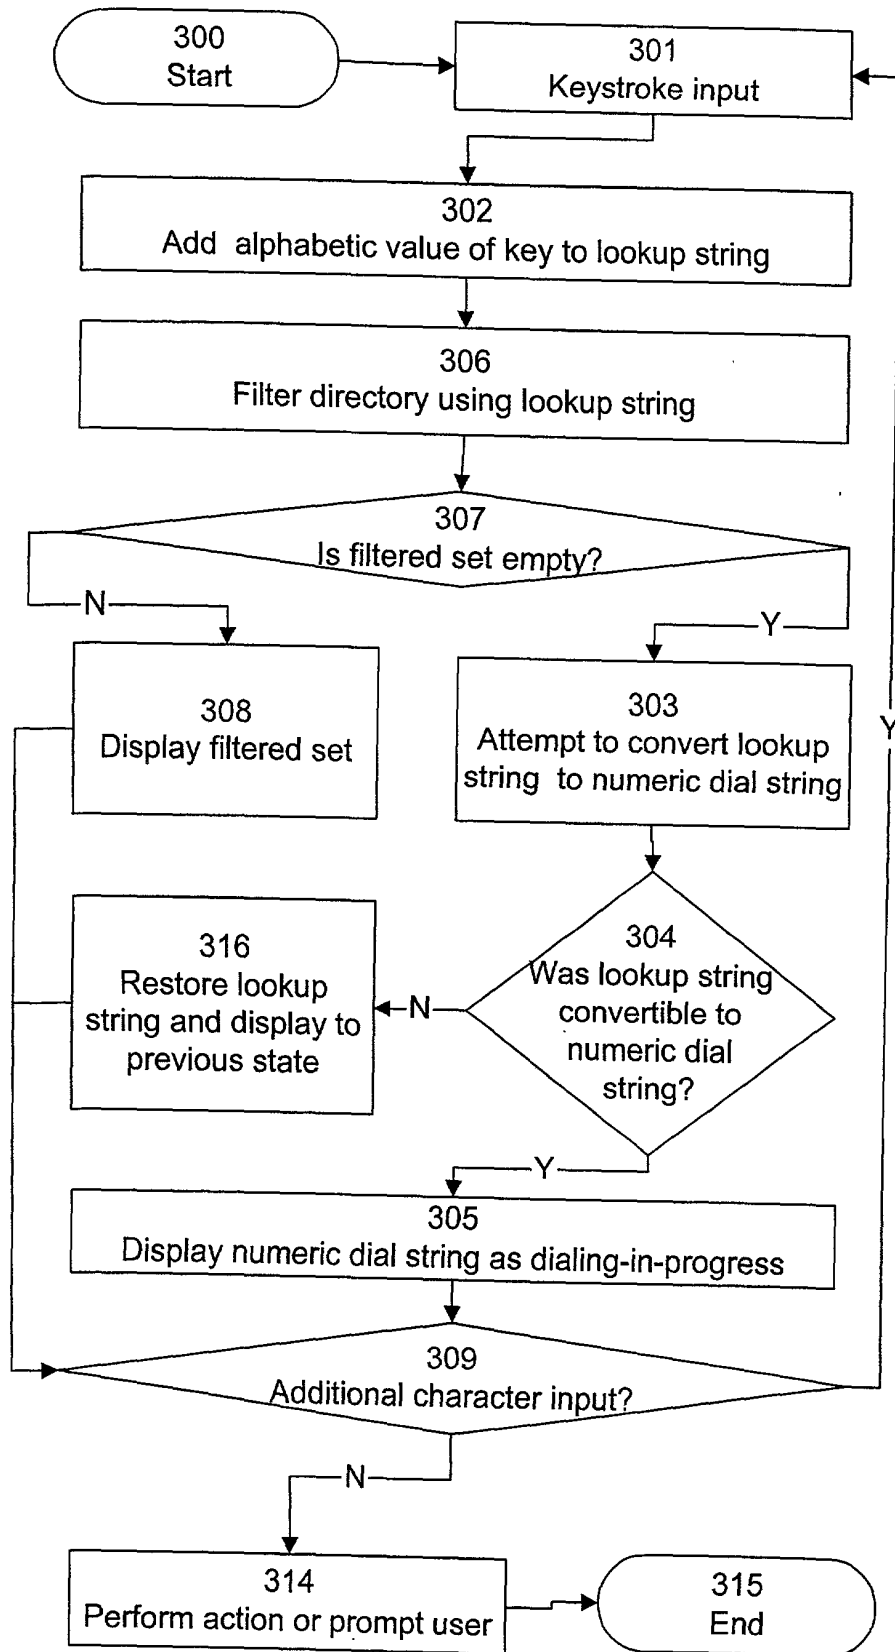 300
Start
301
Keystroke input
302
Add alphabetic value of key to lookup string
306
Filter directory using lookup string
307
Is filtered set empty?
N
Y
308
Display filtered set
303
Attempt to convert lookup
string to numeric dial string
Y
316
Restore lookup
string and display to
previous state
N
304
Was lookup string
convertible to
numeric dial
string?
Y
305
Display numeric dial string as dialing-in-progress
309
Additional character input?
N
314
Perform action or prompt user
315
End